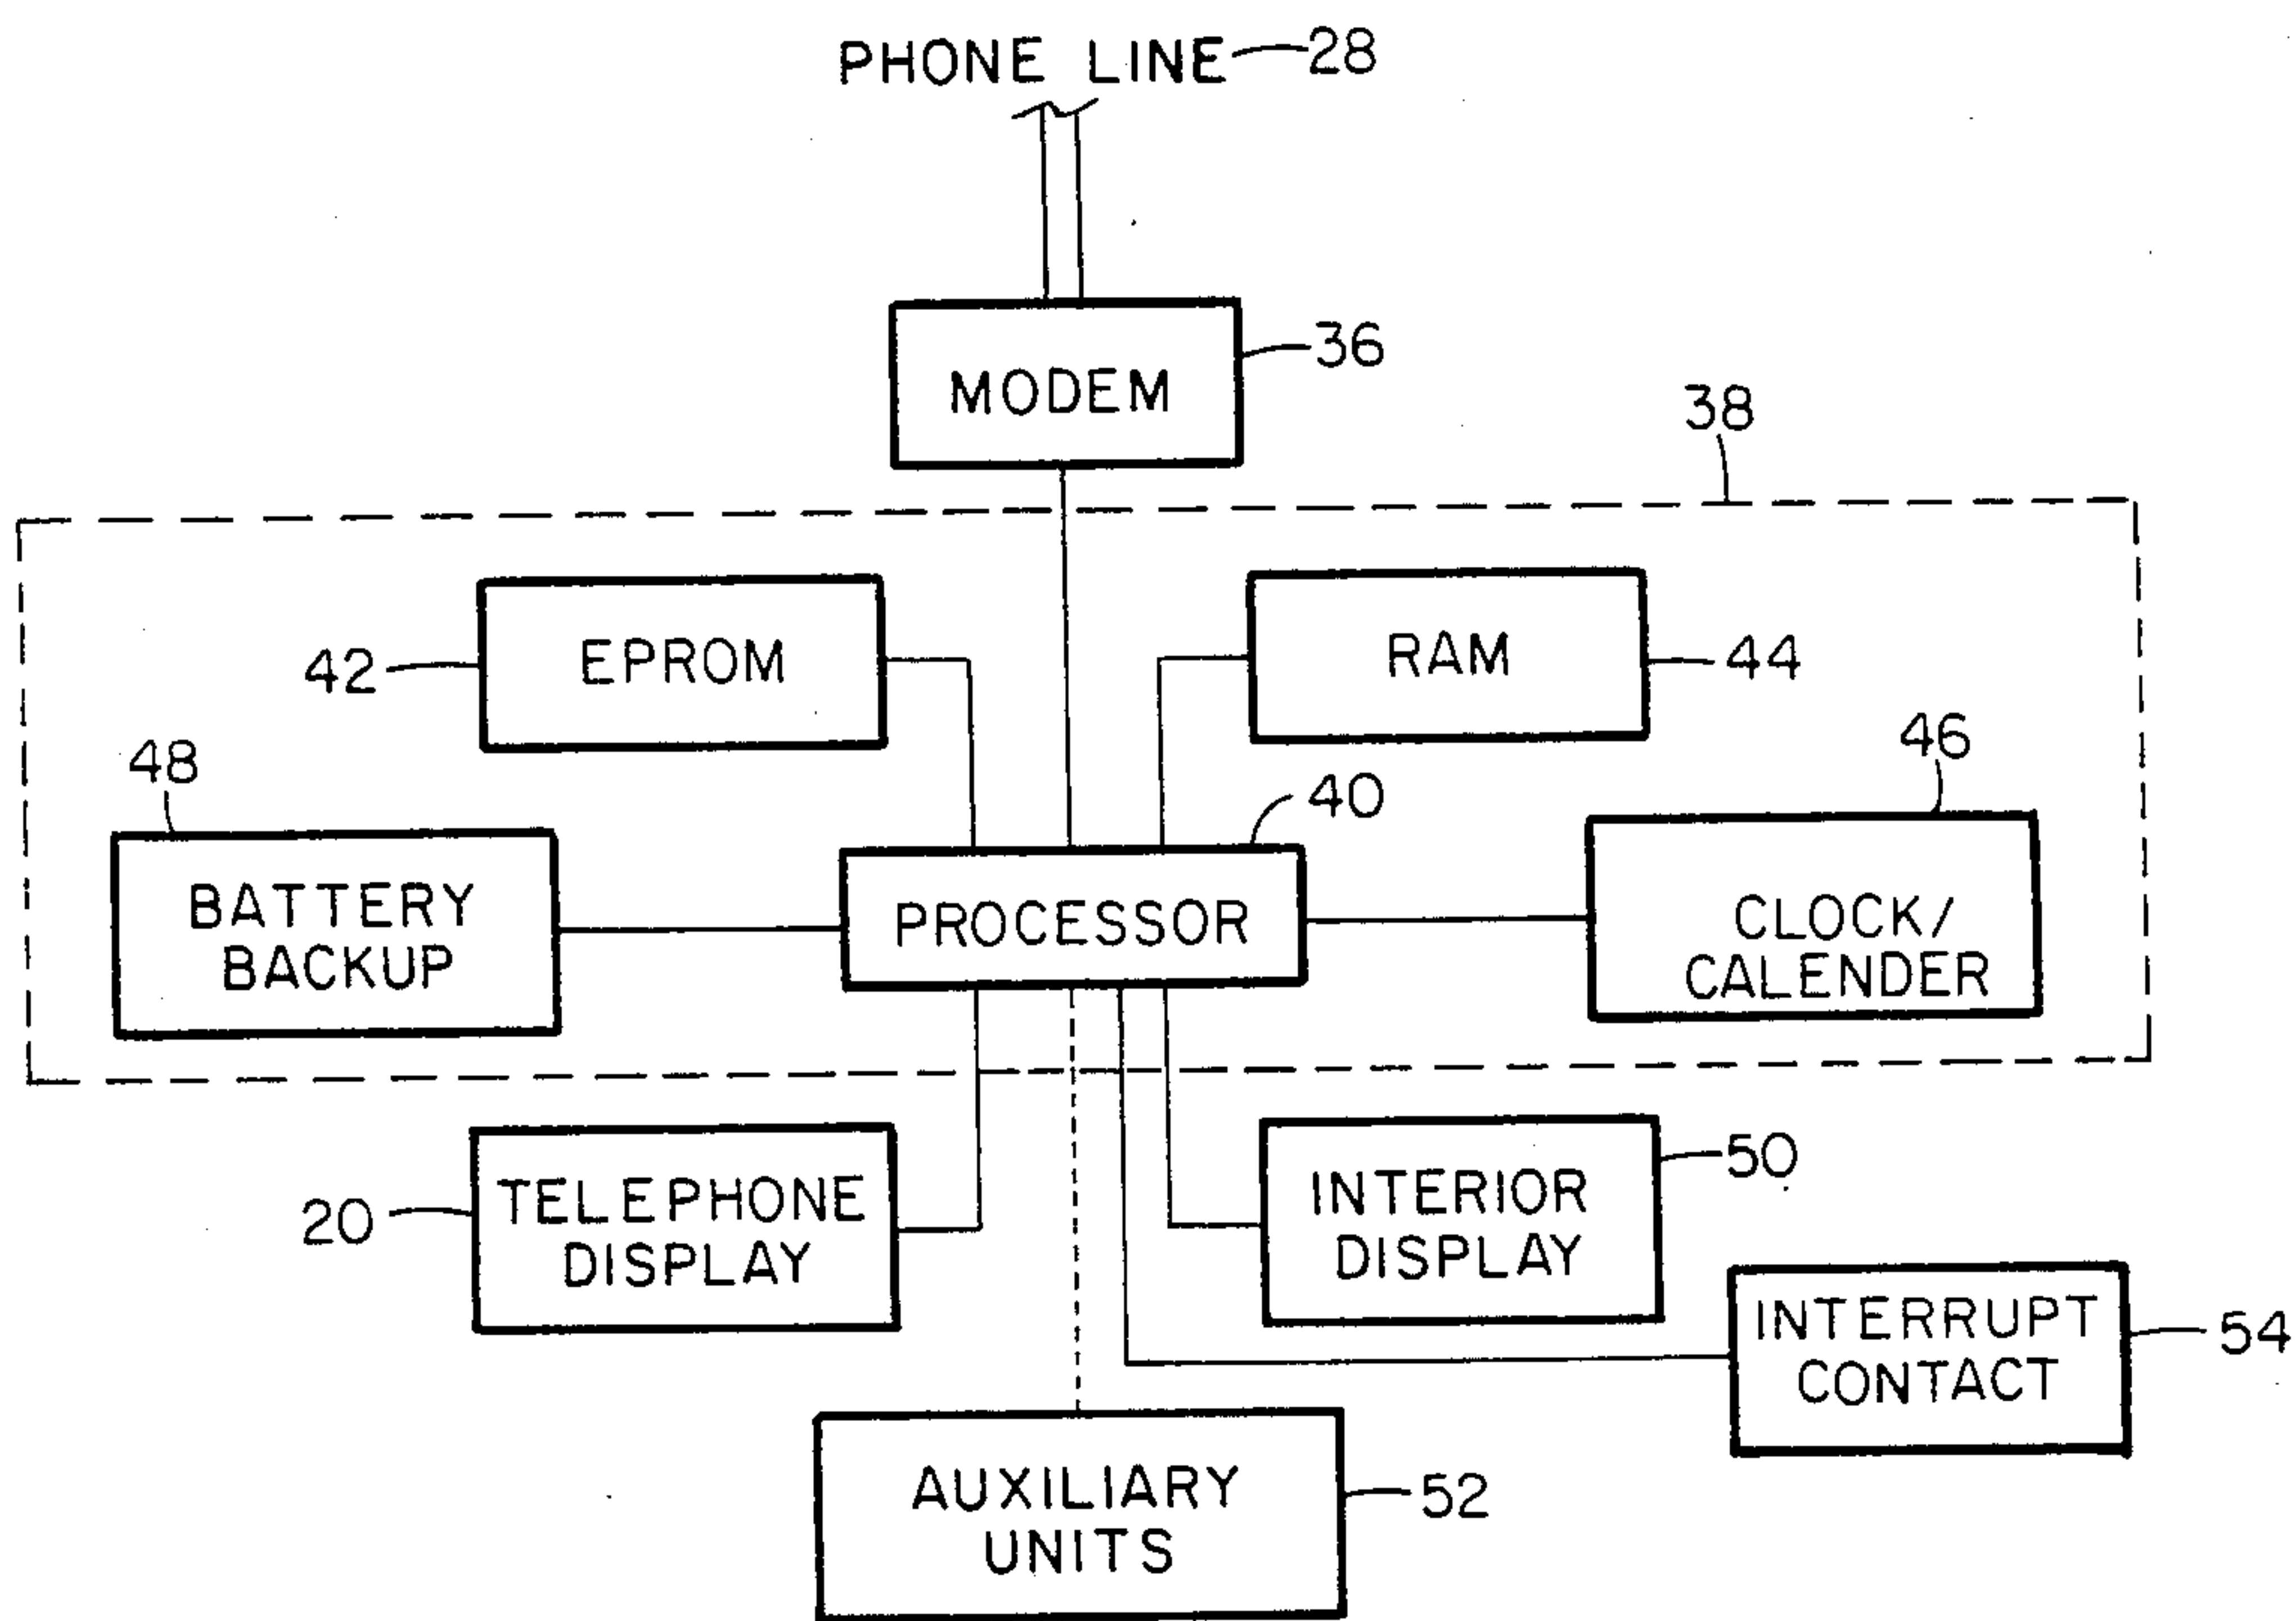 PHONE LINE 28
MODEM
36
38
EPROM
42
RAM
44
48
BATTERY
BACKUP
40
PROCESSOR
46
CLOCK/
CALENDER
20
TELEPHONE
DISPLAY
INTERIOR
DISPLAY
50
INTERRUPT
CONTACT
54
AUXILIARY
UNITS
52